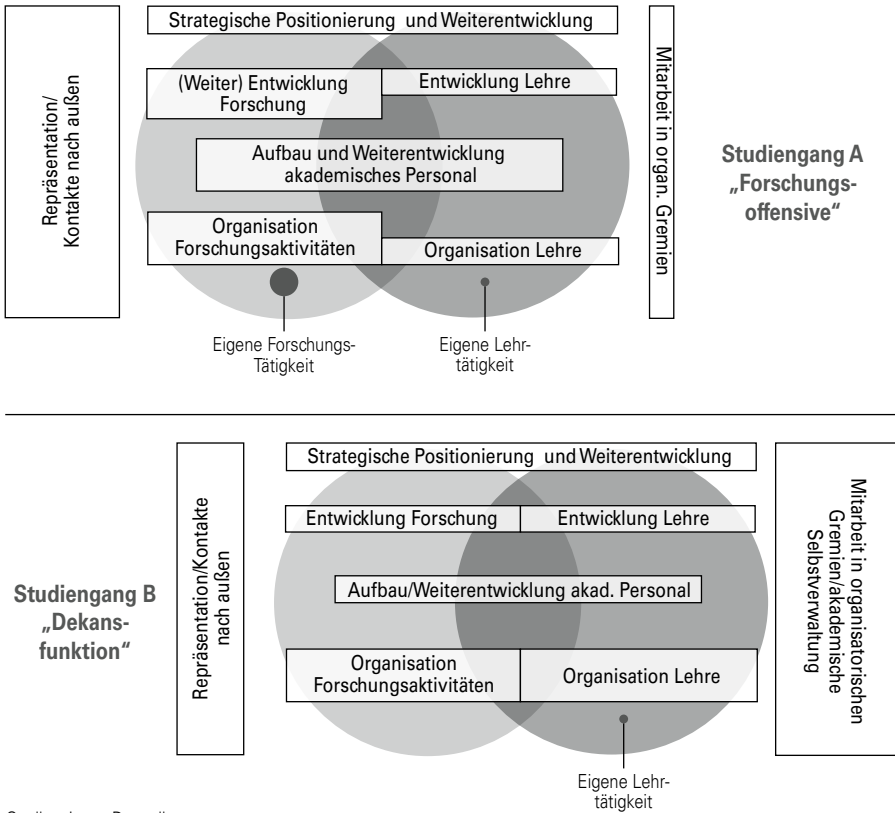 Strategische Positionierung und Weiterentwicklung
Repräsentation/
Kontakte nach außen
(Weiter) Entwicklung
Forschung
Entwicklung Lehre
Aufbau und Weiterentwicklung
akademisches Personal
Organisation
Forschungsaktivitäten
Organisation Lehre
Eigene Forschungs-
Tätigkeit
Eigene Lehr-
tätigkeit
Mitarbeit in organ. Gremien
Studiengang A
„Forschungs-
offensive“
Studiengang B
„Dekans-
funktion“
Repräsentation/Kontakte
nach außen
Strategische Positionierung und Weiterentwicklung
Entwicklung Forschung
Entwicklung Lehre
Aufbau/Weiterentwicklung akad. Personal
Organisation
Forschungsaktivitäten
Organisation Lehre
Eigene Lehr-
tätigkeit
Mitarbeit in organisatorischen
Gremien/akademische
Selbstverwaltung